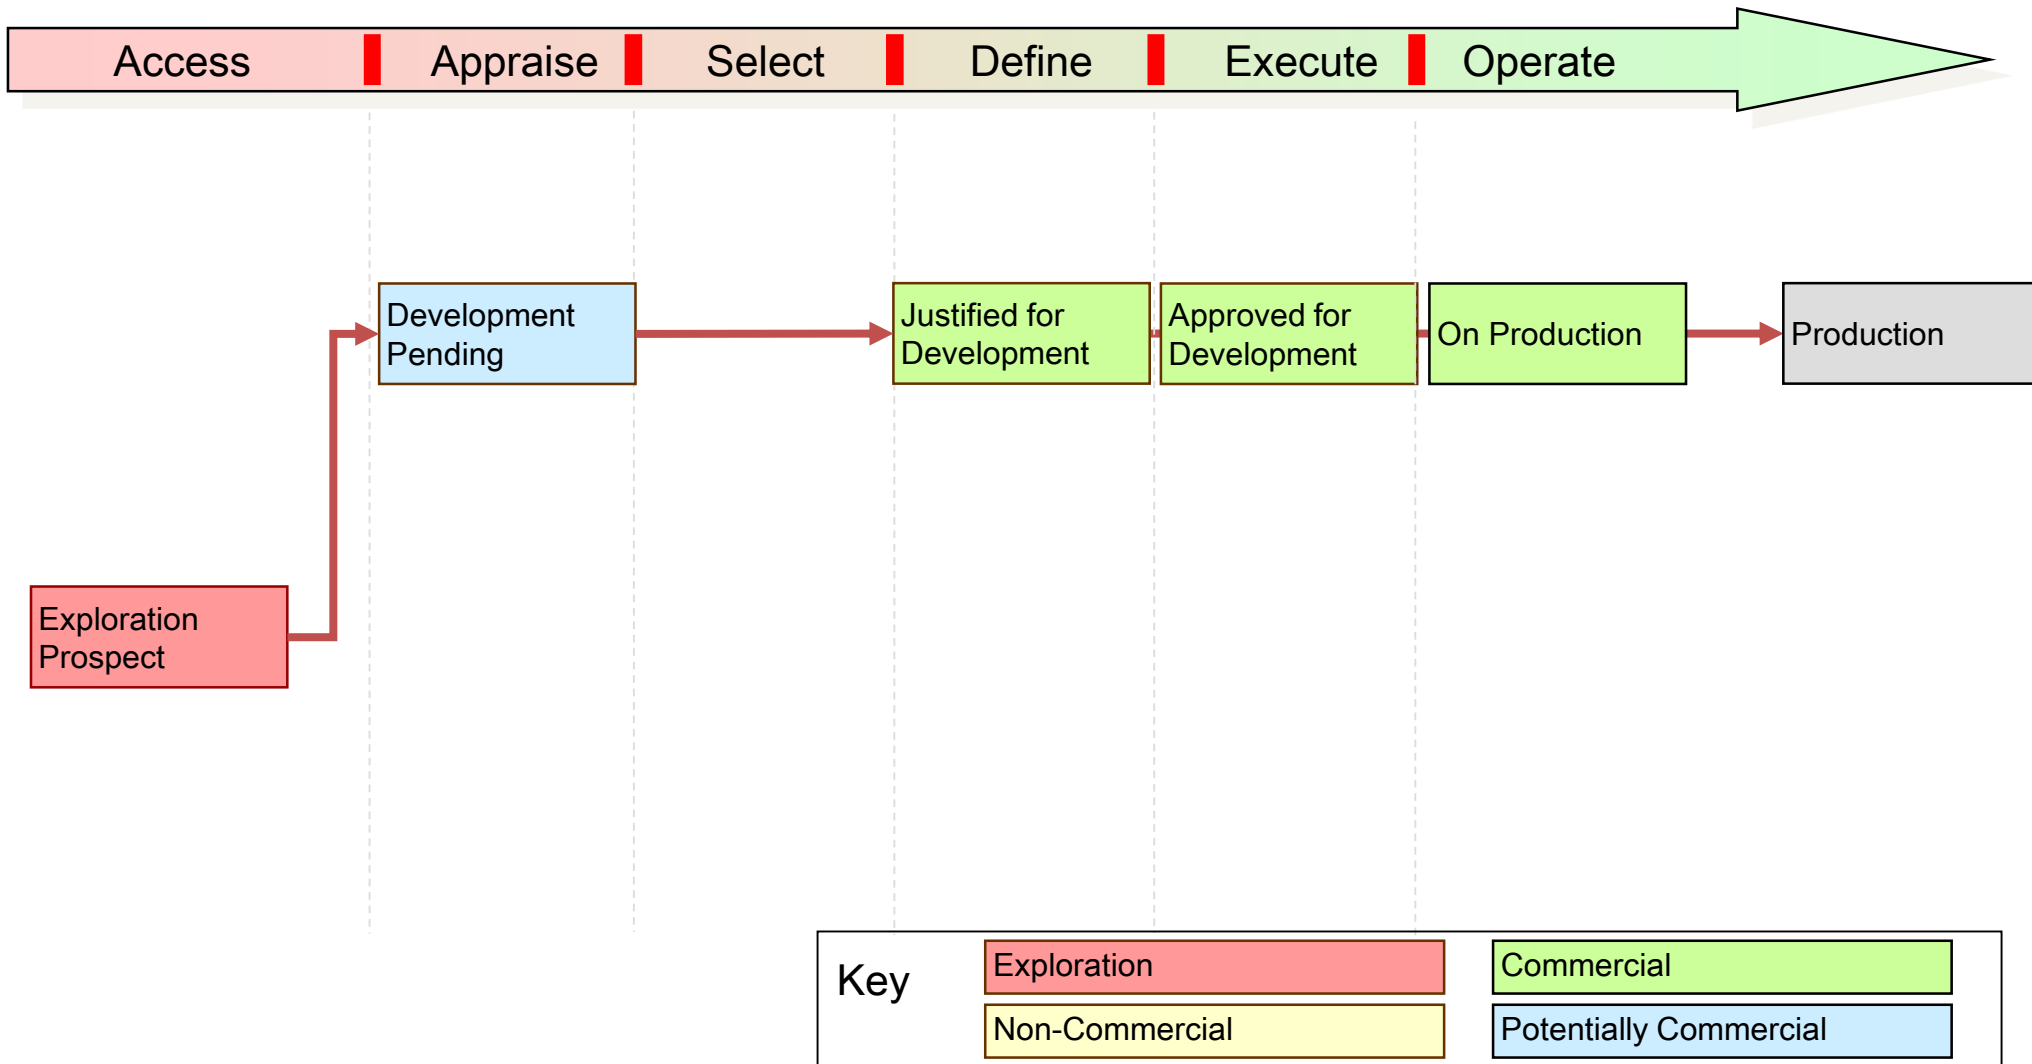 Access
Appraise
Select
Define
Execute
Operate
Development
Pending
Justified for
Development
Approved for
Development
On Production
Production
Exploration
Prospect
Key
Exploration
Commercial
Non-Commercial
Potentially Commercial